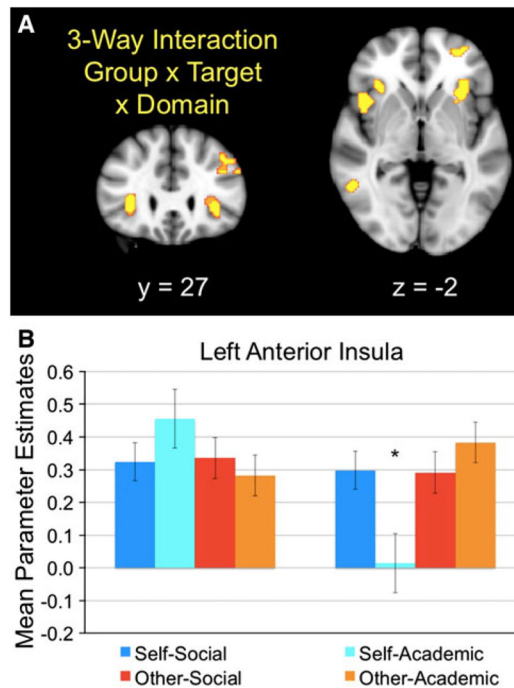 A
3-Way Interaction
Group x Target
x Domain
y = 27
z = -2
B
Left Anterior Insula
Mean Parameter Estimates
0.6
0.5
0.4
0.3
0.2
0.1
0.0
-0.1
-0.2
*
Self-Social
Self-Academic
Other-Social
Other-Academic